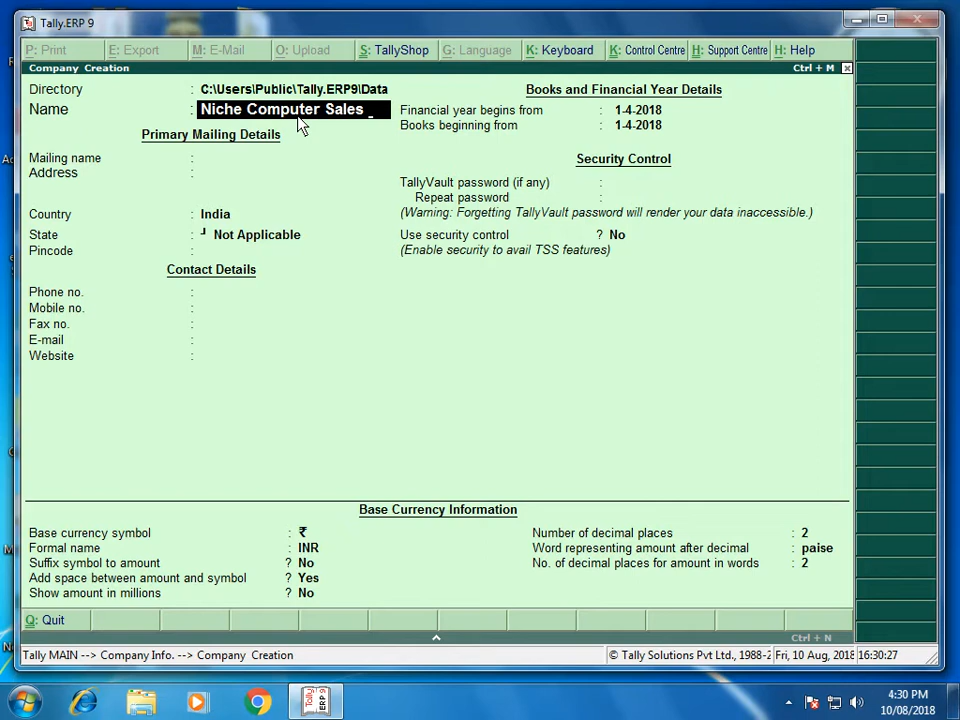 Tally.ERP 9
P: Print E: Export M: E-Mail O: Upload S: TallyShop G: Language K: Keyboard K: Control Centre H: Support Centre H: Help
Company Creation Ctrl + M
Directory : C:\Users\Public\Tally.ERP9\Data
Name : Niche Computer Sales _
Primary Mailing Details
Mailing name :
Address :
Country : India
State : ┘ Not Applicable
Pincode :
Contact Details
Phone no. :
Mobile no. :
Fax no. :
E-mail :
Website :
Books and Financial Year Details
Financial year begins from : 1-4-2018
Books beginning from : 1-4-2018
Security Control
TallyVault password (if any) :
Repeat password :
(Warning: Forgetting TallyVault password will render your data inaccessible.)
Use security control ? No
(Enable security to avail TSS features)
Base Currency Information
Base currency symbol : ₹
Formal name : INR
Suffix symbol to amount ? No
Add space between amount and symbol ? Yes
Show amount in millions ? No
Number of decimal places : 2
Word representing amount after decimal : paise
No. of decimal places for amount in words : 2
Q: Quit
Ctrl + N
Tally MAIN --> Company Info. --> Company Creation © Tally Solutions Pvt Ltd., 1988-2 Fri, 10 Aug, 2018 16:30:27
Tally
ERP 9
4:30 PM
10/08/2018